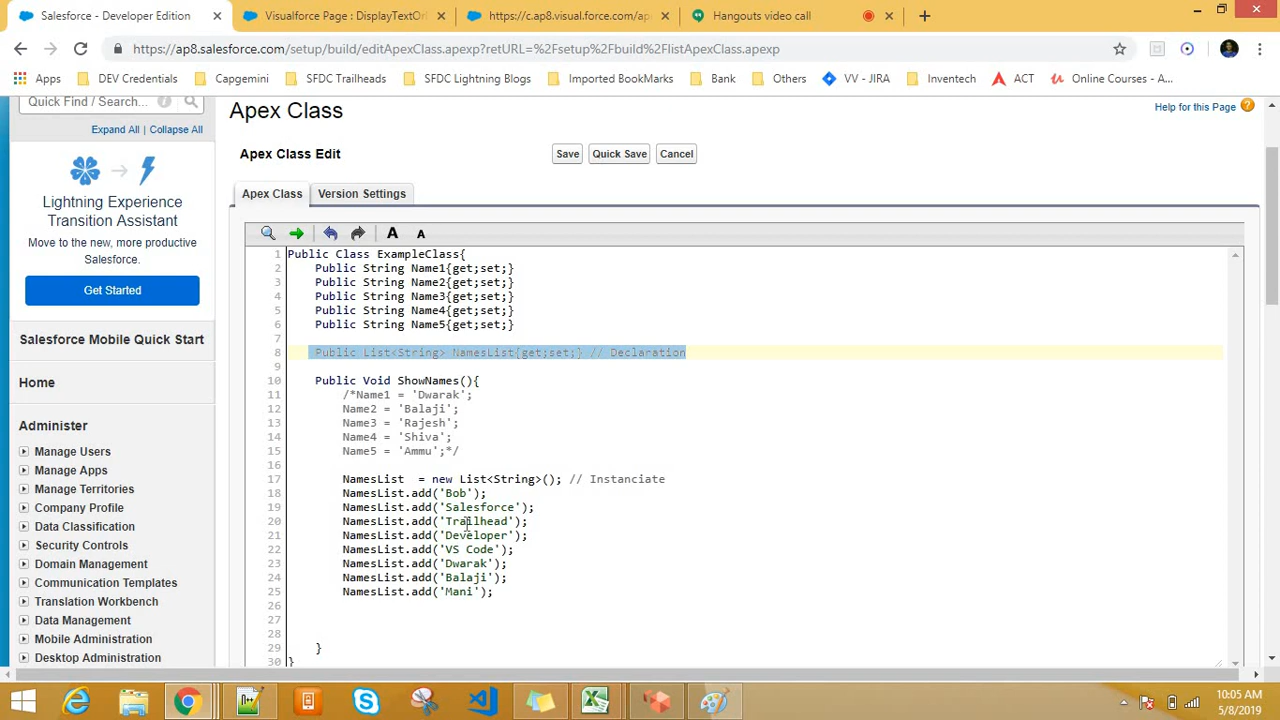 Salesforce - Developer Edition
Visualforce Page : DisplayTextOr
https://c.ap8.visual.force.com/ap
Hangouts video call
https://ap8.salesforce.com/setup/build/editApexClass.apexp?retURL=%2Fsetup%2Fbuild%2FlistApexClass.apexp
Apps
DEV Credentials
Capgemini
SFDC Trailheads
SFDC Lightning Blogs
Imported BookMarks
Bank
Others
VV - JIRA
Inventech
ACT
Online Courses - A...
Quick Find / Search...
Expand All | Collapse All
Lightning Experience
Transition Assistant
Move to the new, more productive
Salesforce.
Get Started
Salesforce Mobile Quick Start
Home
Administer
Manage Users
Manage Apps
Manage Territories
Company Profile
Data Classification
Security Controls
Domain Management
Communication Templates
Translation Workbench
Data Management
Mobile Administration
Desktop Administration
Apex Class
Help for this Page
Apex Class Edit
Save
Quick Save
Cancel
Apex Class
Version Settings
A A
1 Public Class ExampleClass{
2 Public String Name1{get;set;}
3 Public String Name2{get;set;}
4 Public String Name3{get;set;}
5 Public String Name4{get;set;}
6 Public String Name5{get;set;}
7
8 Public List<String> NamesList{get;set;} // Declaration
9
10 Public Void ShowNames(){
11 /*Name1 = 'Dwarak';
12 Name2 = 'Balaji';
13 Name3 = 'Rajesh';
14 Name4 = 'Shiva';
15 Name5 = 'Ammu';*/
16
17 NamesList = new List<String>(); // Instanciate
18 NamesList.add('Bob');
19 NamesList.add('Salesforce');
20 NamesList.add('Trailhead');
21 NamesList.add('Developer');
22 NamesList.add('VS Code');
23 NamesList.add('Dwarak');
24 NamesList.add('Balaji');
25 NamesList.add('Mani');
26
27
28
29 }
30 }
10:05 AM
5/8/2019